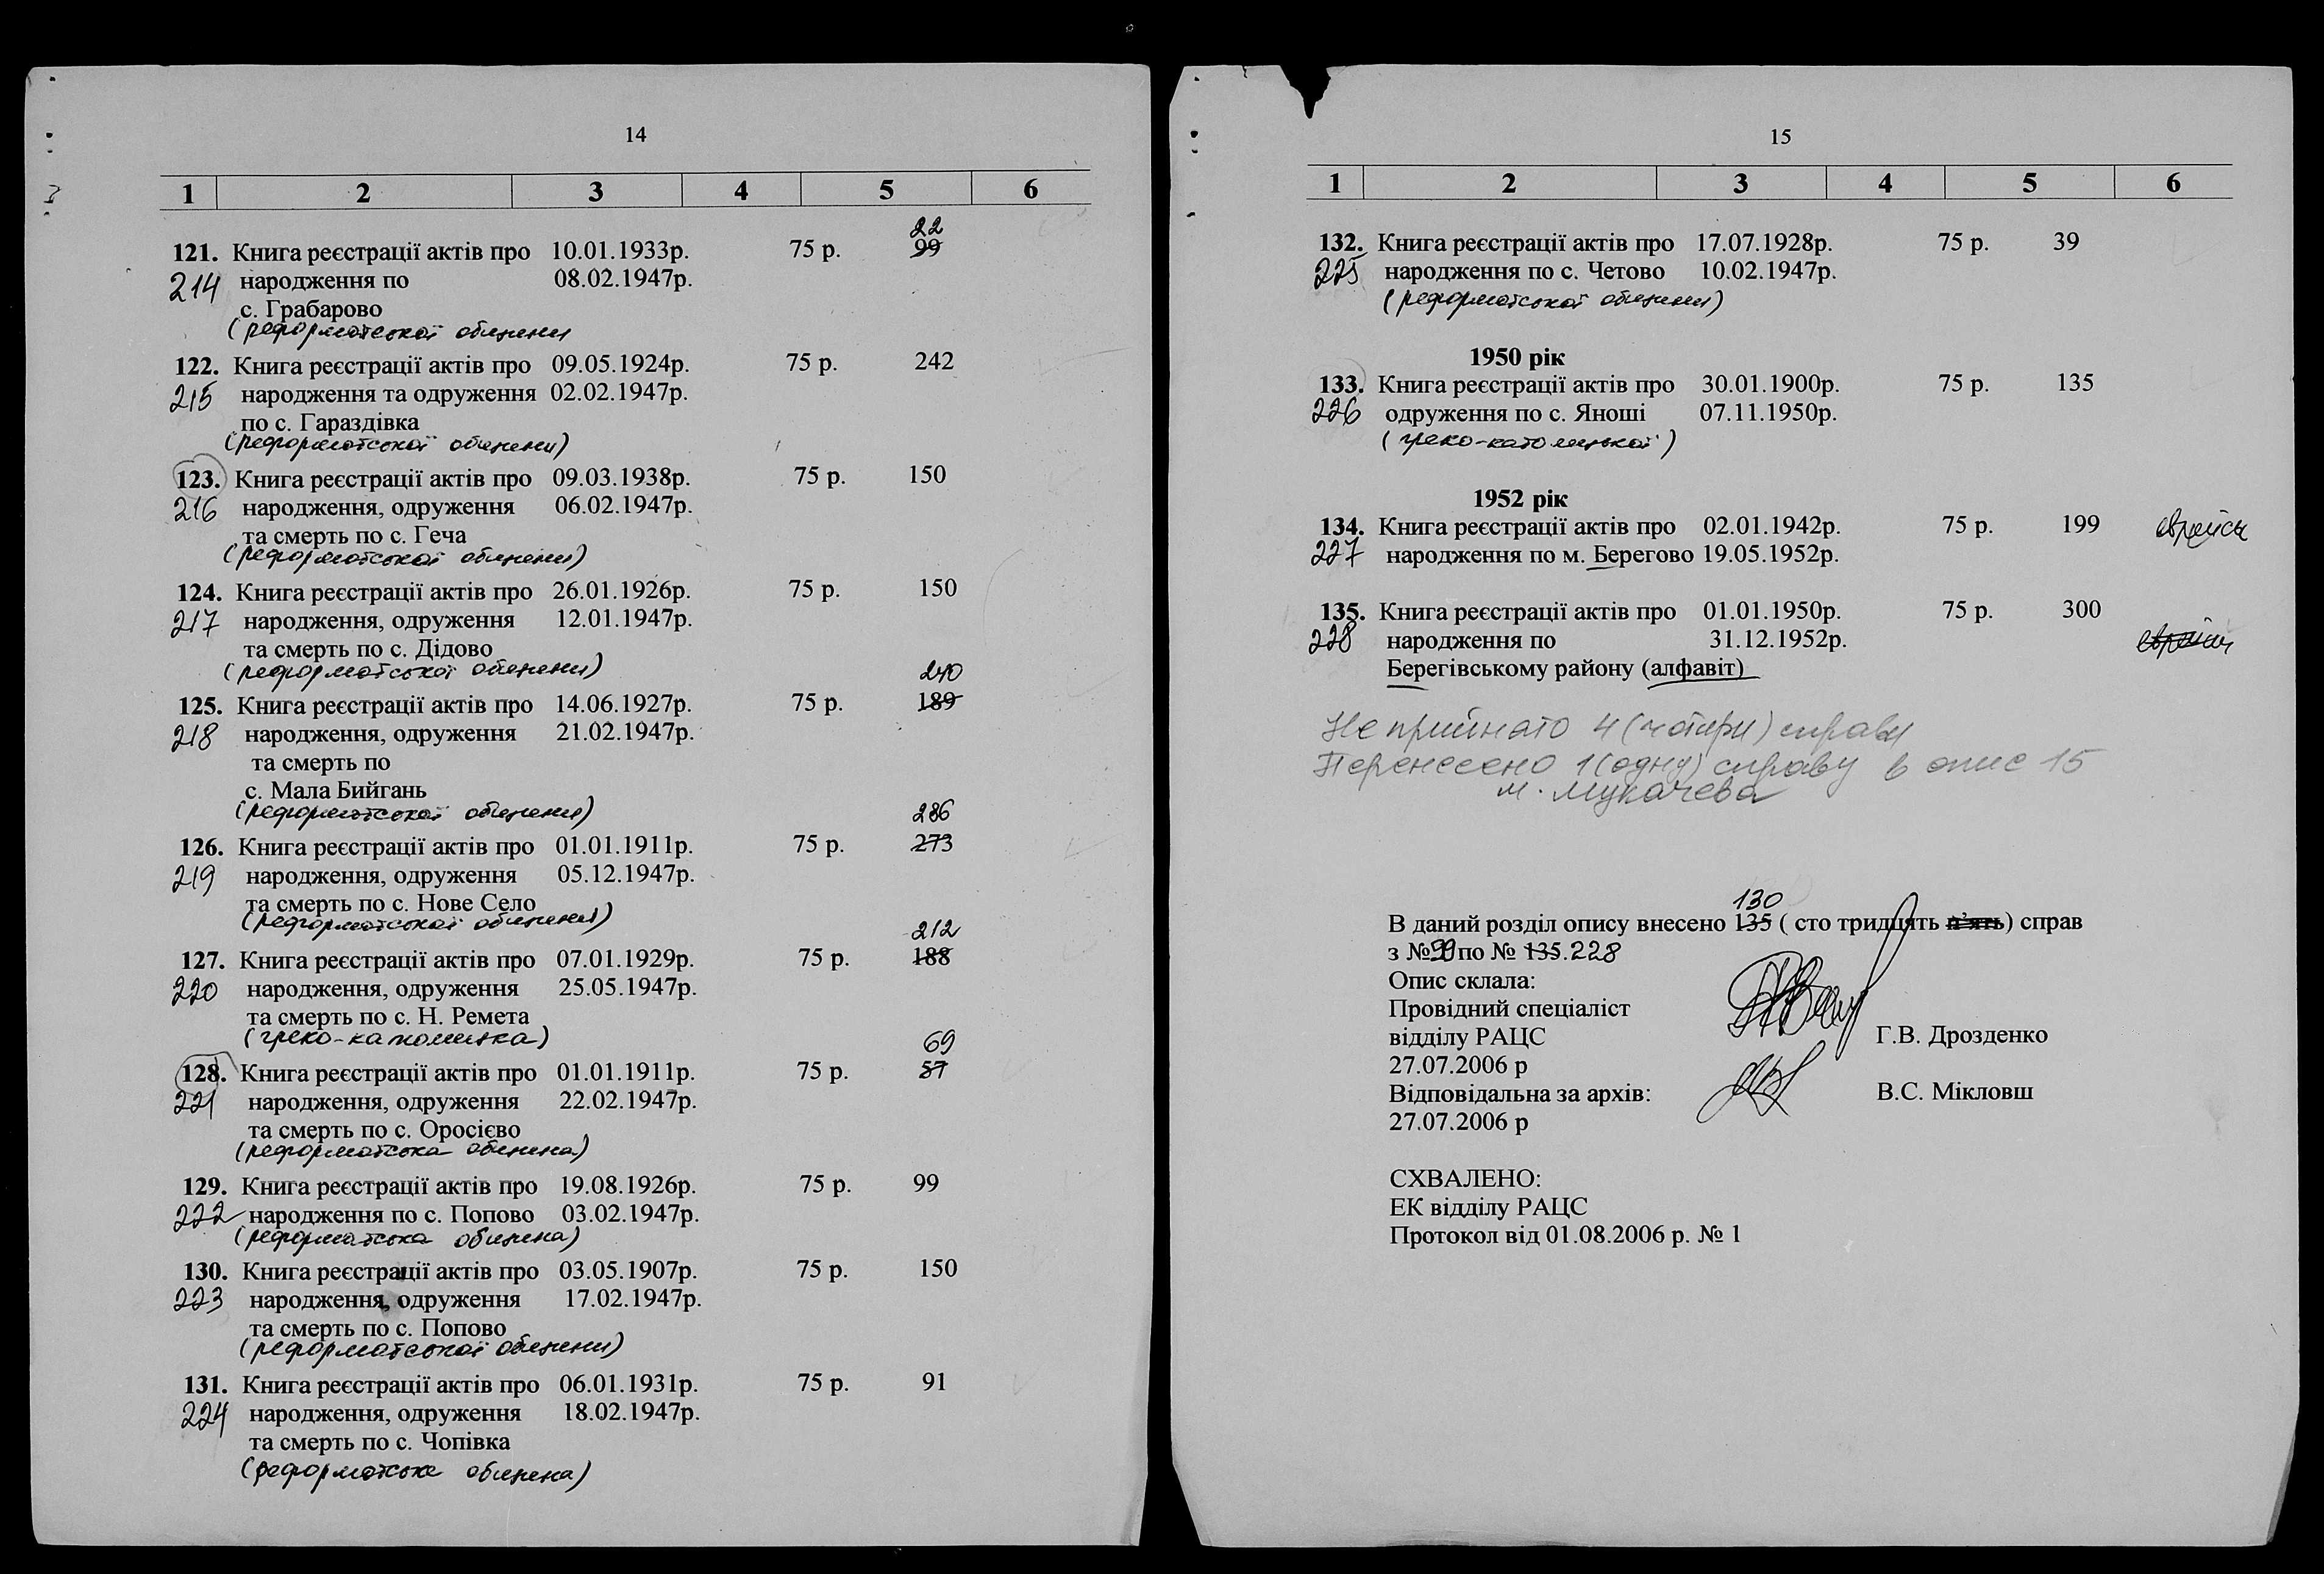 14
1 2 3 4 5 6
22
121. Книга реєстрації актів про 10.01.1933р. 75 р. 99
214 народження по 08.02.1947р.
с. Грабарово
(реформатської общини
122. Книга реєстрації актів про 09.05.1924р. 75 р. 242
215 народження та одруження 02.02.1947р.
по с. Гараздівка
(реформатської общини)
123. Книга реєстрації актів про 09.03.1938р. 75 р. 150
216 народження, одруження 06.02.1947р.
та смерть по с. Геча
(реформатської общини)
124. Книга реєстрації актів про 26.01.1926р. 75 р. 150
217 народження, одруження 12.01.1947р.
та смерть по с. Дідово
(реформатської общини) 240
125. Книга реєстрації актів про 14.06.1927р. 75 р. 189
218 народження, одруження 21.02.1947р.
та смерть по
с. Мала Бийгань
(реформатської общини) 286
126. Книга реєстрації актів про 01.01.1911р. 75 р. 273
219 народження, одруження 05.12.1947р.
та смерть по с. Нове Село
(реформатської общини) 212
127. Книга реєстрації актів про 07.01.1929р. 75 р. 188
220 народження, одруження 25.05.1947р.
та смерть по с. Н. Ремета
(греко-католицька) 69
128. Книга реєстрації актів про 01.01.1911р. 75 р. 57
221 народження, одруження 22.02.1947р.
та смерть по с. Оросієво
(реформатська община)
129. Книга реєстрації актів про 19.08.1926р. 75 р. 99
222 народження по с. Попово 03.02.1947р.
(реформатська община)
130. Книга реєстрації актів про 03.05.1907р. 75 р. 150
223 народження, одруження 17.02.1947р.
та смерть по с. Попово
(реформатської общини)
131. Книга реєстрації актів про 06.01.1931р. 75 р. 91
224 народження, одруження 18.02.1947р.
та смерть по с. Чопівка
(реформатська община)
15
1 2 3 4 5 6
132. Книга реєстрації актів про 17.07.1928р. 75 р. 39
225 народження по с. Четово 10.02.1947р.
(реформатської общини)
1950 рік
133. Книга реєстрації актів про 30.01.1900р. 75 р. 135
226 одруження по с. Яноші 07.11.1950р.
(греко-католицької)
1952 рік
134. Книга реєстрації актів про 02.01.1942р. 75 р. 199
227 народження по м. Берегово 19.05.1952р.
135. Книга реєстрації актів про 01.01.1950р. 75 р. 300
228 народження по 31.12.1952р.
Берегівському району (алфавіт)
Не прийнято 4 (чотири) справи
Перенесено 1 (одну) справу в опис 15
м. Мукачева
130
В даний розділ опису внесено 135 ( сто тридцять п'ять) справ
з № 99 по № 135. 228
Опис склала:
Провідний спеціаліст
відділу РАЦС Г.В. Дрозденко
27.07.2006 р
Відповідальна за архів: В.С. Мікловш
27.07.2006 р
СХВАЛЕНО:
ЕК відділу РАЦС
Протокол від 01.08.2006 р. № 1